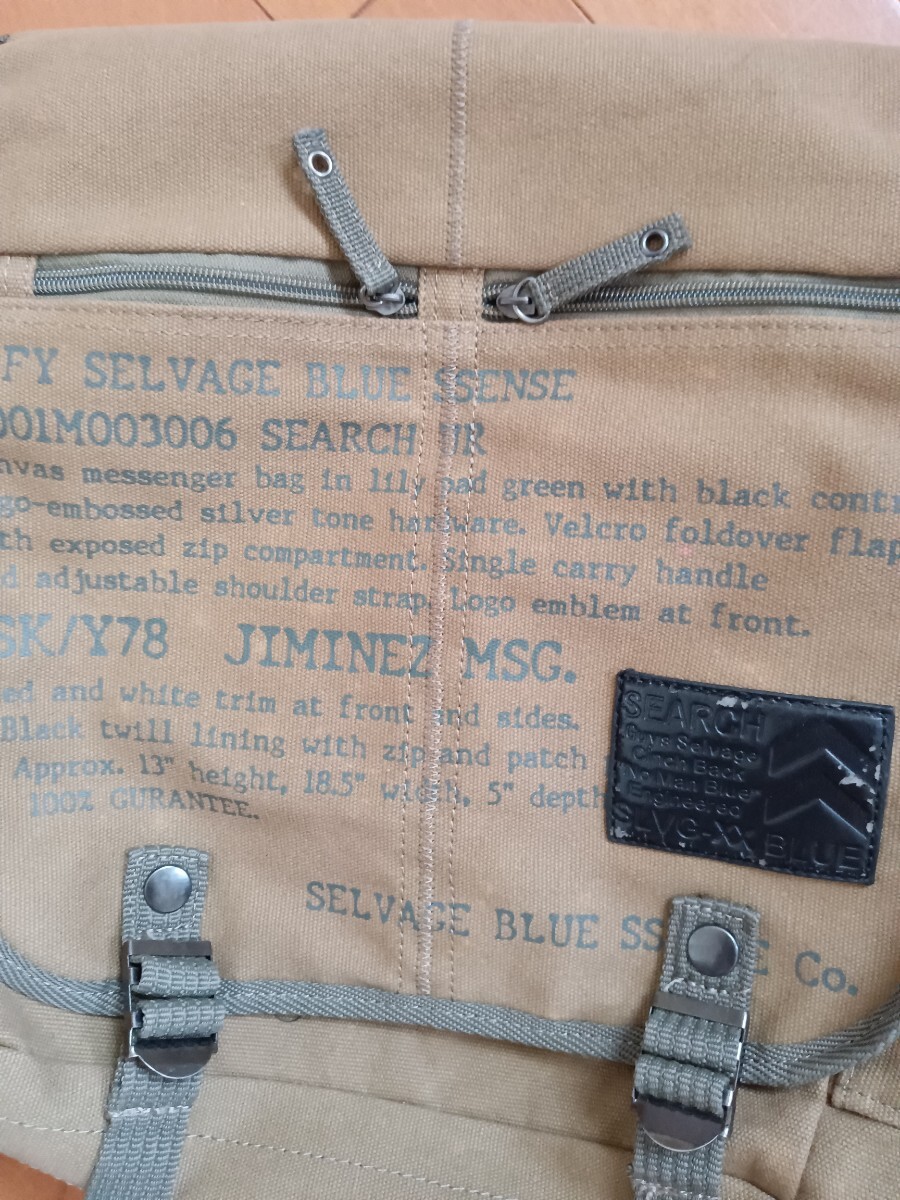 FY SELVAGE BLUE SSENSE
001M003006 SEARCH UR
nvas messenger bag in lily pad green with black contr
go-embossed silver tone hardware. Velcro foldover flap
th exposed zip compartment. Single carry handle
d adjustable shoulder strap. Logo emblem at front.
SK/Y78 JIMINEZ MSG.
ed and white trim at front and sides.
Black twill lining with zip and patch
Approx. 13" height, 18.5" width, 5" depth
100% GURANTEE.
SEARCH
Guys Selvage
Cinch Back
No Man Blue
Engineered
SLVG-XX BLUE
SELVAGE BLUE SS E Co.